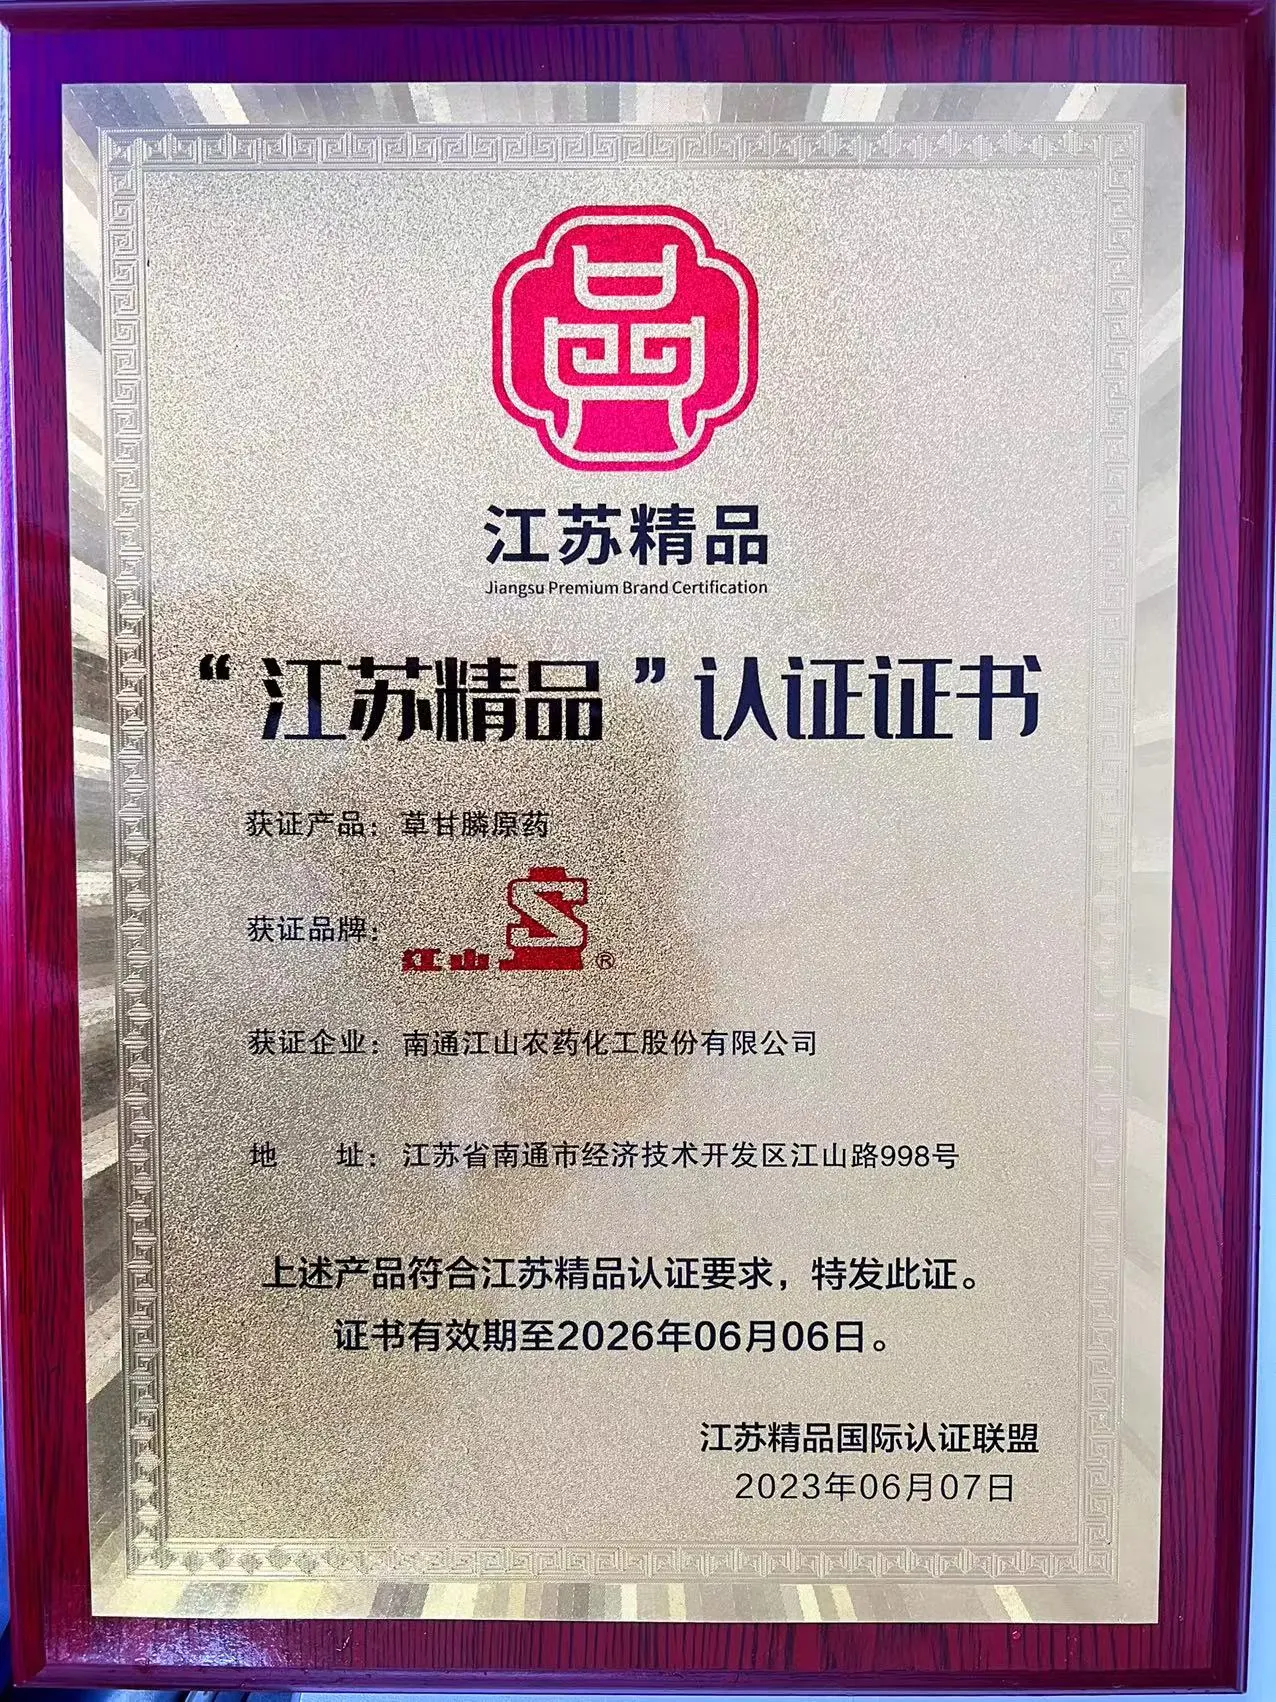 江苏精品
Jiangsu Premium Brand Certification
“江苏精品”认证证书
获证产品：草甘膦原药
获证品牌：江山®
获证企业：南通江山农药化工股份有限公司
地 址：江苏省南通市经济技术开发区江山路998号
上述产品符合江苏精品认证要求，特发此证。
证书有效期至2026年06月06日。
江苏精品国际认证联盟
2023年06月07日